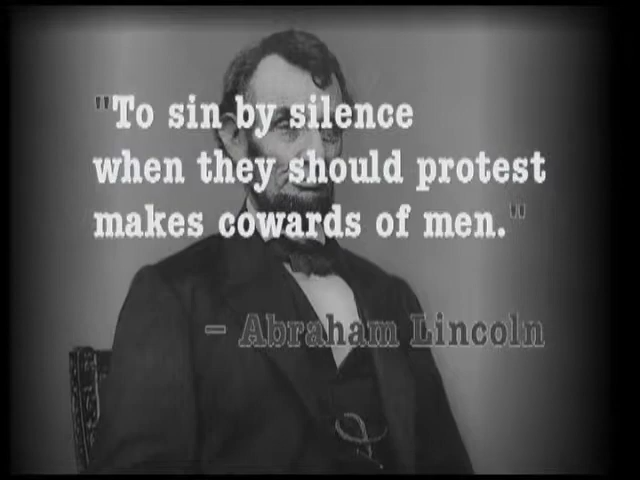 "To sin by silence
when they should protest
makes cowards of men."
– Abraham Lincoln